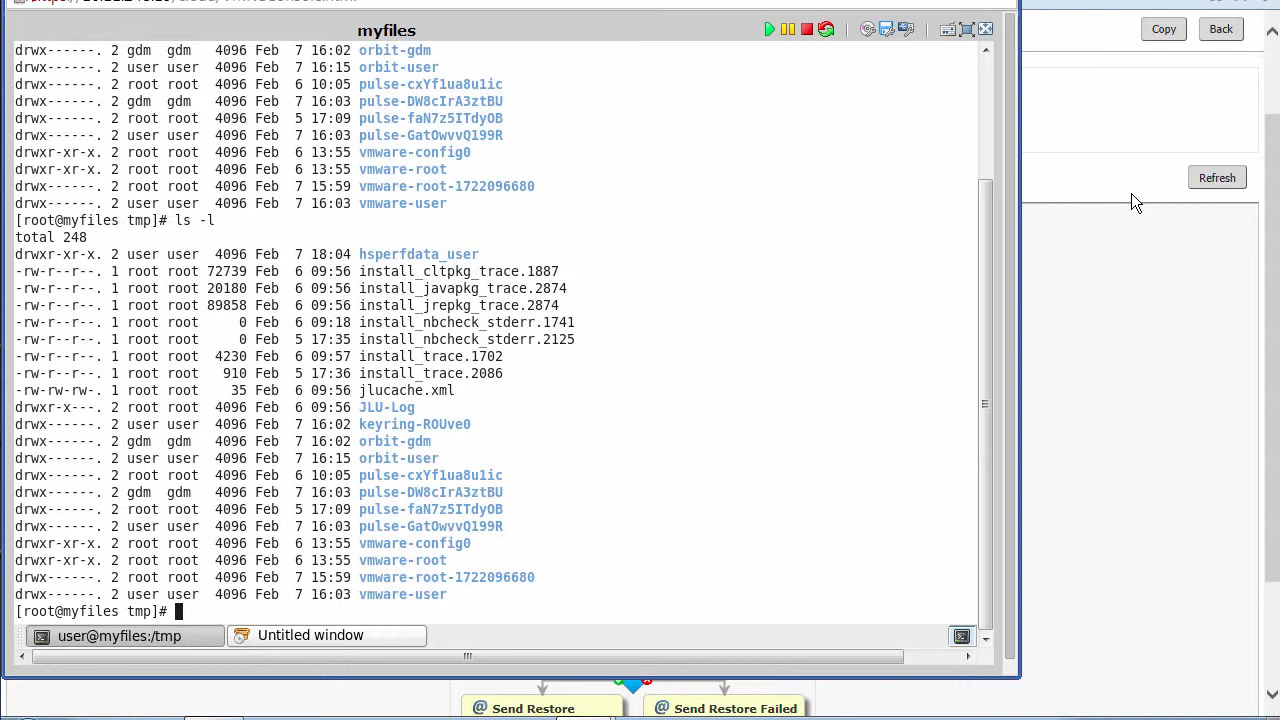 myfiles
Copy
Back
Refresh
drwx------. 2 gdm  gdm   4096 Feb  7 16:02 orbit-gdm
drwx------. 2 user user  4096 Feb  7 16:15 orbit-user
drwx------. 2 root root  4096 Feb  6 10:05 pulse-cxYf1ua8u1ic
drwx------. 2 gdm  gdm   4096 Feb  7 16:03 pulse-DW8cIrA3ztBU
drwx------. 2 root root  4096 Feb  5 17:09 pulse-faN7z5ITdyOB
drwx------. 2 user user  4096 Feb  7 16:03 pulse-GatOwvvQ199R
drwxr-xr-x. 2 root root  4096 Feb  6 13:55 vmware-config0
drwxr-xr-x. 2 root root  4096 Feb  6 13:55 vmware-root
drwx------. 2 root root  4096 Feb  7 15:59 vmware-root-1722096680
drwx------. 2 user user  4096 Feb  7 16:03 vmware-user
[root@myfiles tmp]# ls -l
total 248
drwxr-xr-x. 2 user user  4096 Feb  7 18:04 hsperfdata_user
-rw-r--r--. 1 root root 72739 Feb  6 09:56 install_cltpkg_trace.1887
-rw-r--r--. 1 root root 20180 Feb  6 09:56 install_javapkg_trace.2874
-rw-r--r--. 1 root root 89858 Feb  6 09:56 install_jrepkg_trace.2874
-rw-r--r--. 1 root root     0 Feb  6 09:18 install_nbcheck_stderr.1741
-rw-r--r--. 1 root root     0 Feb  5 17:35 install_nbcheck_stderr.2125
-rw-r--r--. 1 root root  4230 Feb  6 09:57 install_trace.1702
-rw-r--r--. 1 root root   910 Feb  5 17:36 install_trace.2086
-rw-rw-rw-. 1 root root    35 Feb  6 09:56 jlucache.xml
drwxr-x---. 2 root root  4096 Feb  6 09:56 JLU-Log
drwx------. 2 user user  4096 Feb  7 16:02 keyring-ROUve0
drwx------. 2 gdm  gdm   4096 Feb  7 16:02 orbit-gdm
drwx------. 2 user user  4096 Feb  7 16:15 orbit-user
drwx------. 2 root root  4096 Feb  6 10:05 pulse-cxYf1ua8u1ic
drwx------. 2 gdm  gdm   4096 Feb  7 16:03 pulse-DW8cIrA3ztBU
drwx------. 2 root root  4096 Feb  5 17:09 pulse-faN7z5ITdyOB
drwx------. 2 user user  4096 Feb  7 16:03 pulse-GatOwvvQ199R
drwxr-xr-x. 2 root root  4096 Feb  6 13:55 vmware-config0
drwxr-xr-x. 2 root root  4096 Feb  6 13:55 vmware-root
drwx------. 2 root root  4096 Feb  7 15:59 vmware-root-1722096680
drwx------. 2 user user  4096 Feb  7 16:03 vmware-user
[root@myfiles tmp]#
user@myfiles:/tmp
Untitled window
@ Send Restore
@ Send Restore Failed